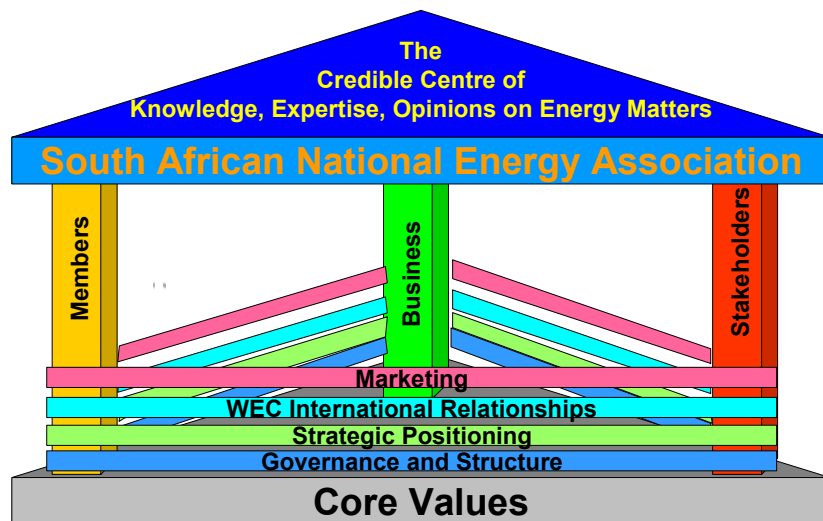 The
Credible Centre of
Knowledge, Expertise, Opinions on Energy Matters
South African National Energy Association
Members
Business
Stakeholders
Marketing
WEC International Relationships
Strategic Positioning
Governance and Structure
Core Values